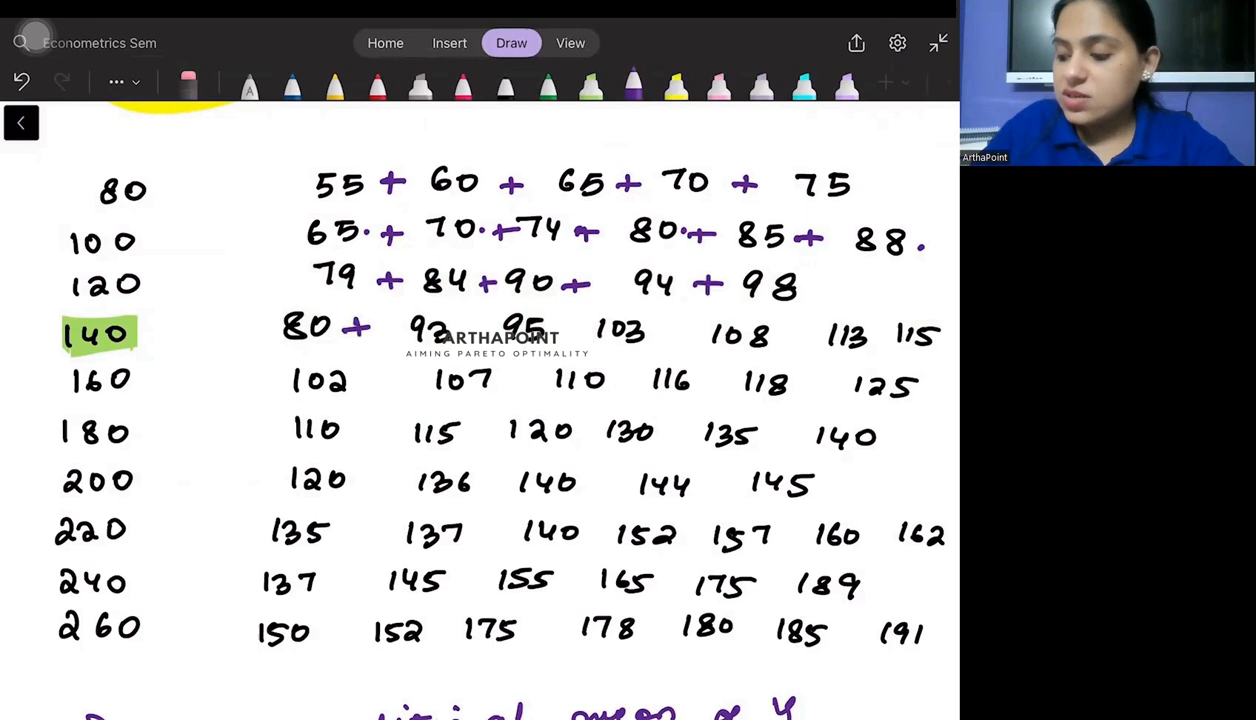 Econometrics Sem
Home Insert Draw View
A
ArthaPoint
80 55 + 60 + 65 + 70 + 75
100 65. + 70. + 74 + 80. + 85 + 88.
120 79 + 84 + 90 + 94 + 98
140 80 + 93 95 103 108 113 115
ARTHAPOINT
AIMING PARETO OPTIMALITY
160 102 107 110 116 118 125
180 110 115 120 130 135 140
200 120 136 140 144 145
220 135 137 140 152 157 160 162
240 137 145 155 165 175 189
260 150 152 175 178 180 185 191
mean of Y